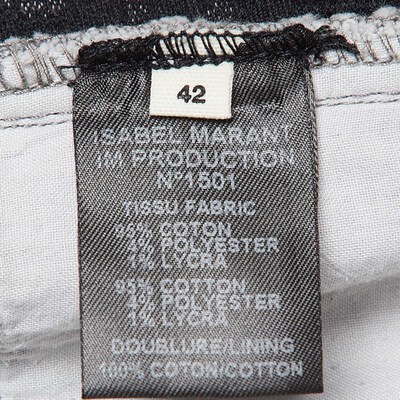 42
ISABEL MARANT
IM PRODUCTION
N°1501
TISSU FABRIC
95% COTON
4% POLYESTER
1% LYCRA
95% COTTON
4% POLYESTER
1% LYCRA
DOUBLURE/LINING
100% COTON/COTTON